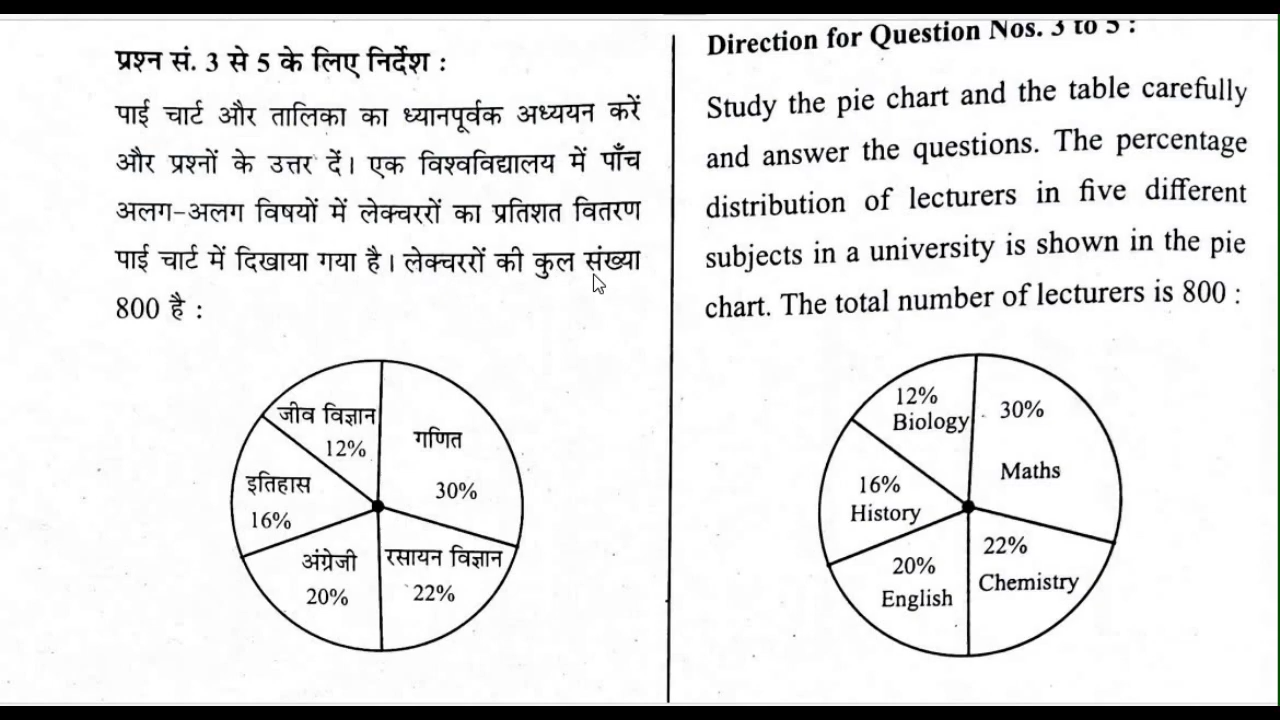 प्रश्न सं. 3 से 5 के लिए निर्देश :
पाई चार्ट और तालिका का ध्यानपूर्वक अध्ययन करें
और प्रश्नों के उत्तर दें। एक विश्वविद्यालय में पाँच
अलग-अलग विषयों में लेक्चररों का प्रतिशत वितरण
पाई चार्ट में दिखाया गया है। लेक्चररों की कुल संख्या
800 है :
जीव विज्ञान
12%
गणित
30%
इतिहास
16%
अंग्रेजी
20%
रसायन विज्ञान
22%
Direction for Question Nos. 3 to 5 :
Study the pie chart and the table carefully
and answer the questions. The percentage
distribution of lecturers in five different
subjects in a university is shown in the pie
chart. The total number of lecturers is 800 :
12%
Biology
30%
Maths
16%
History
20%
English
22%
Chemistry